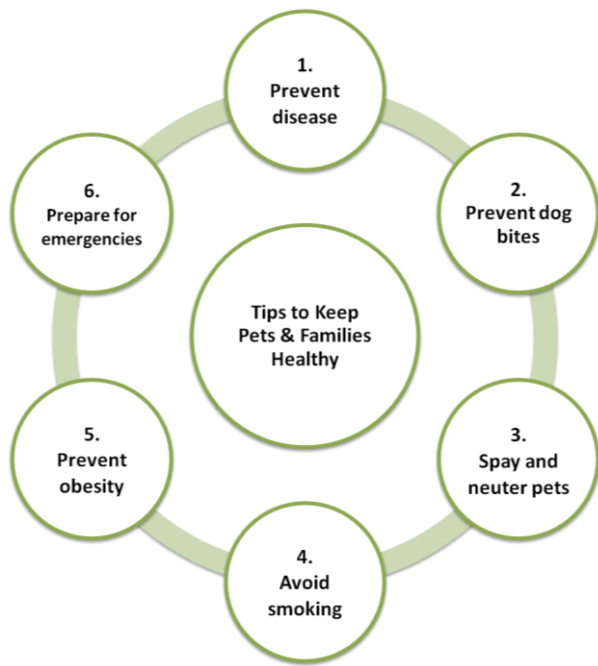 1.
Prevent
disease
2.
Prevent dog
bites
3.
Spay and
neuter pets
4.
Avoid
smoking
5.
Prevent
obesity
6.
Prepare for
emergencies
Tips to Keep
Pets & Families
Healthy